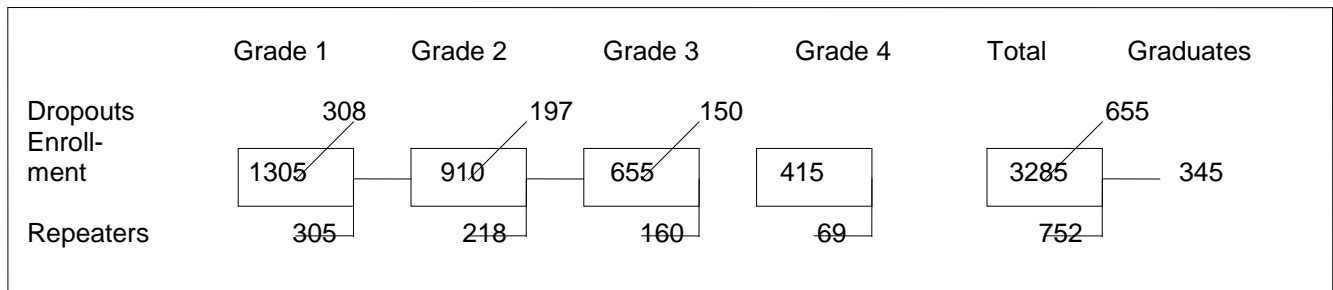 Grade 1 Grade 2 Grade 3 Grade 4 Total Graduates
Dropouts 308 197 150 655
Enroll-
ment 1305 910 655 415 3285 345
Repeaters 305 218 160 69 752